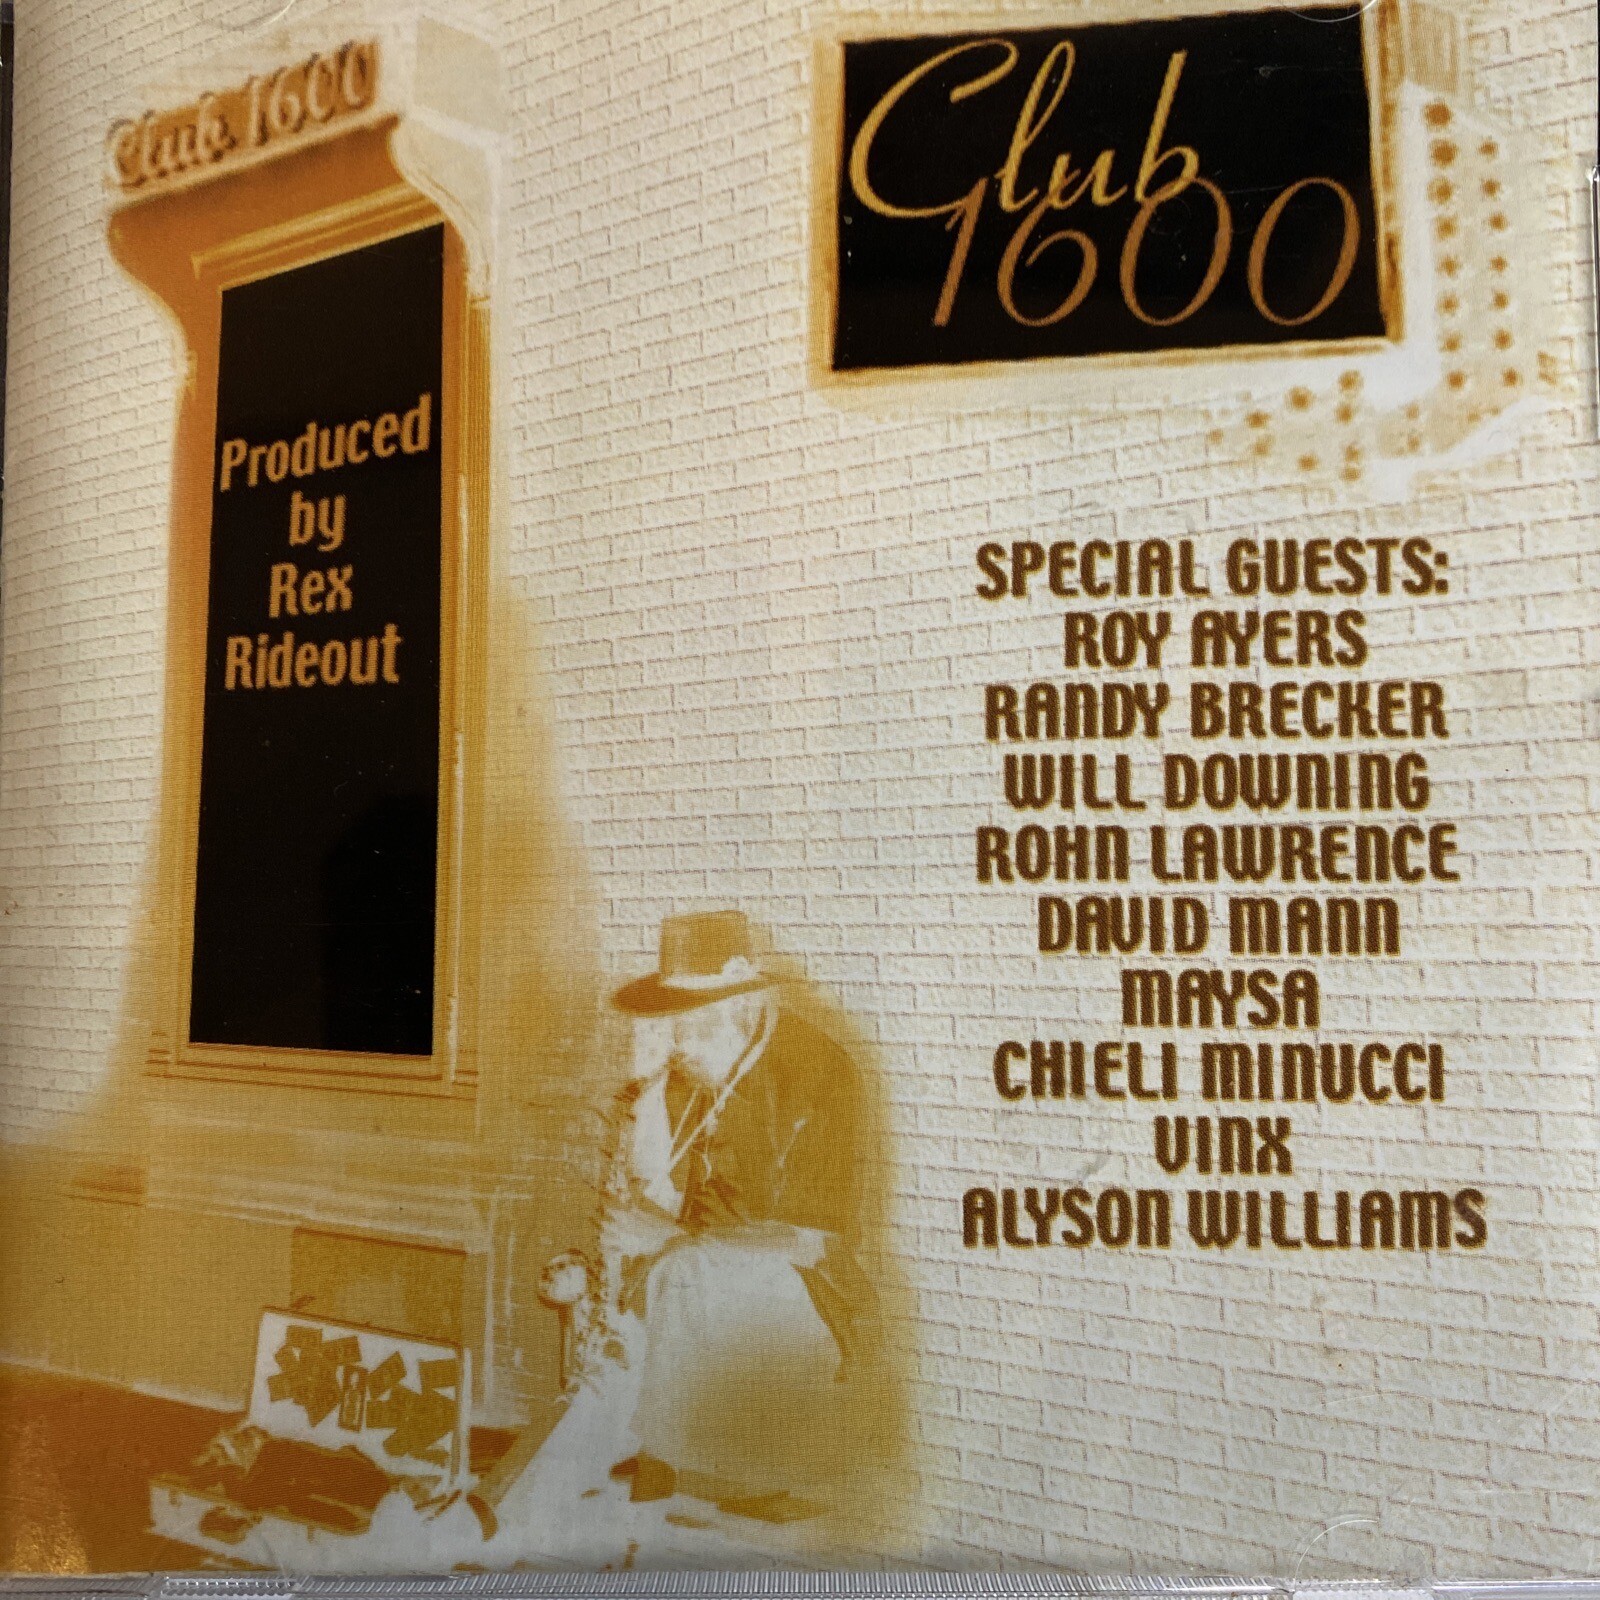 Club 1600
Club
1600
Produced
by
Rex
Rideout
SPECIAL GUESTS:
ROY AYERS
RANDY BRECKER
WILL DOWNING
ROHN LAWRENCE
DAVID MANN
MAYSA
CHIELI MINUCCI
VINX
ALYSON WILLIAMS